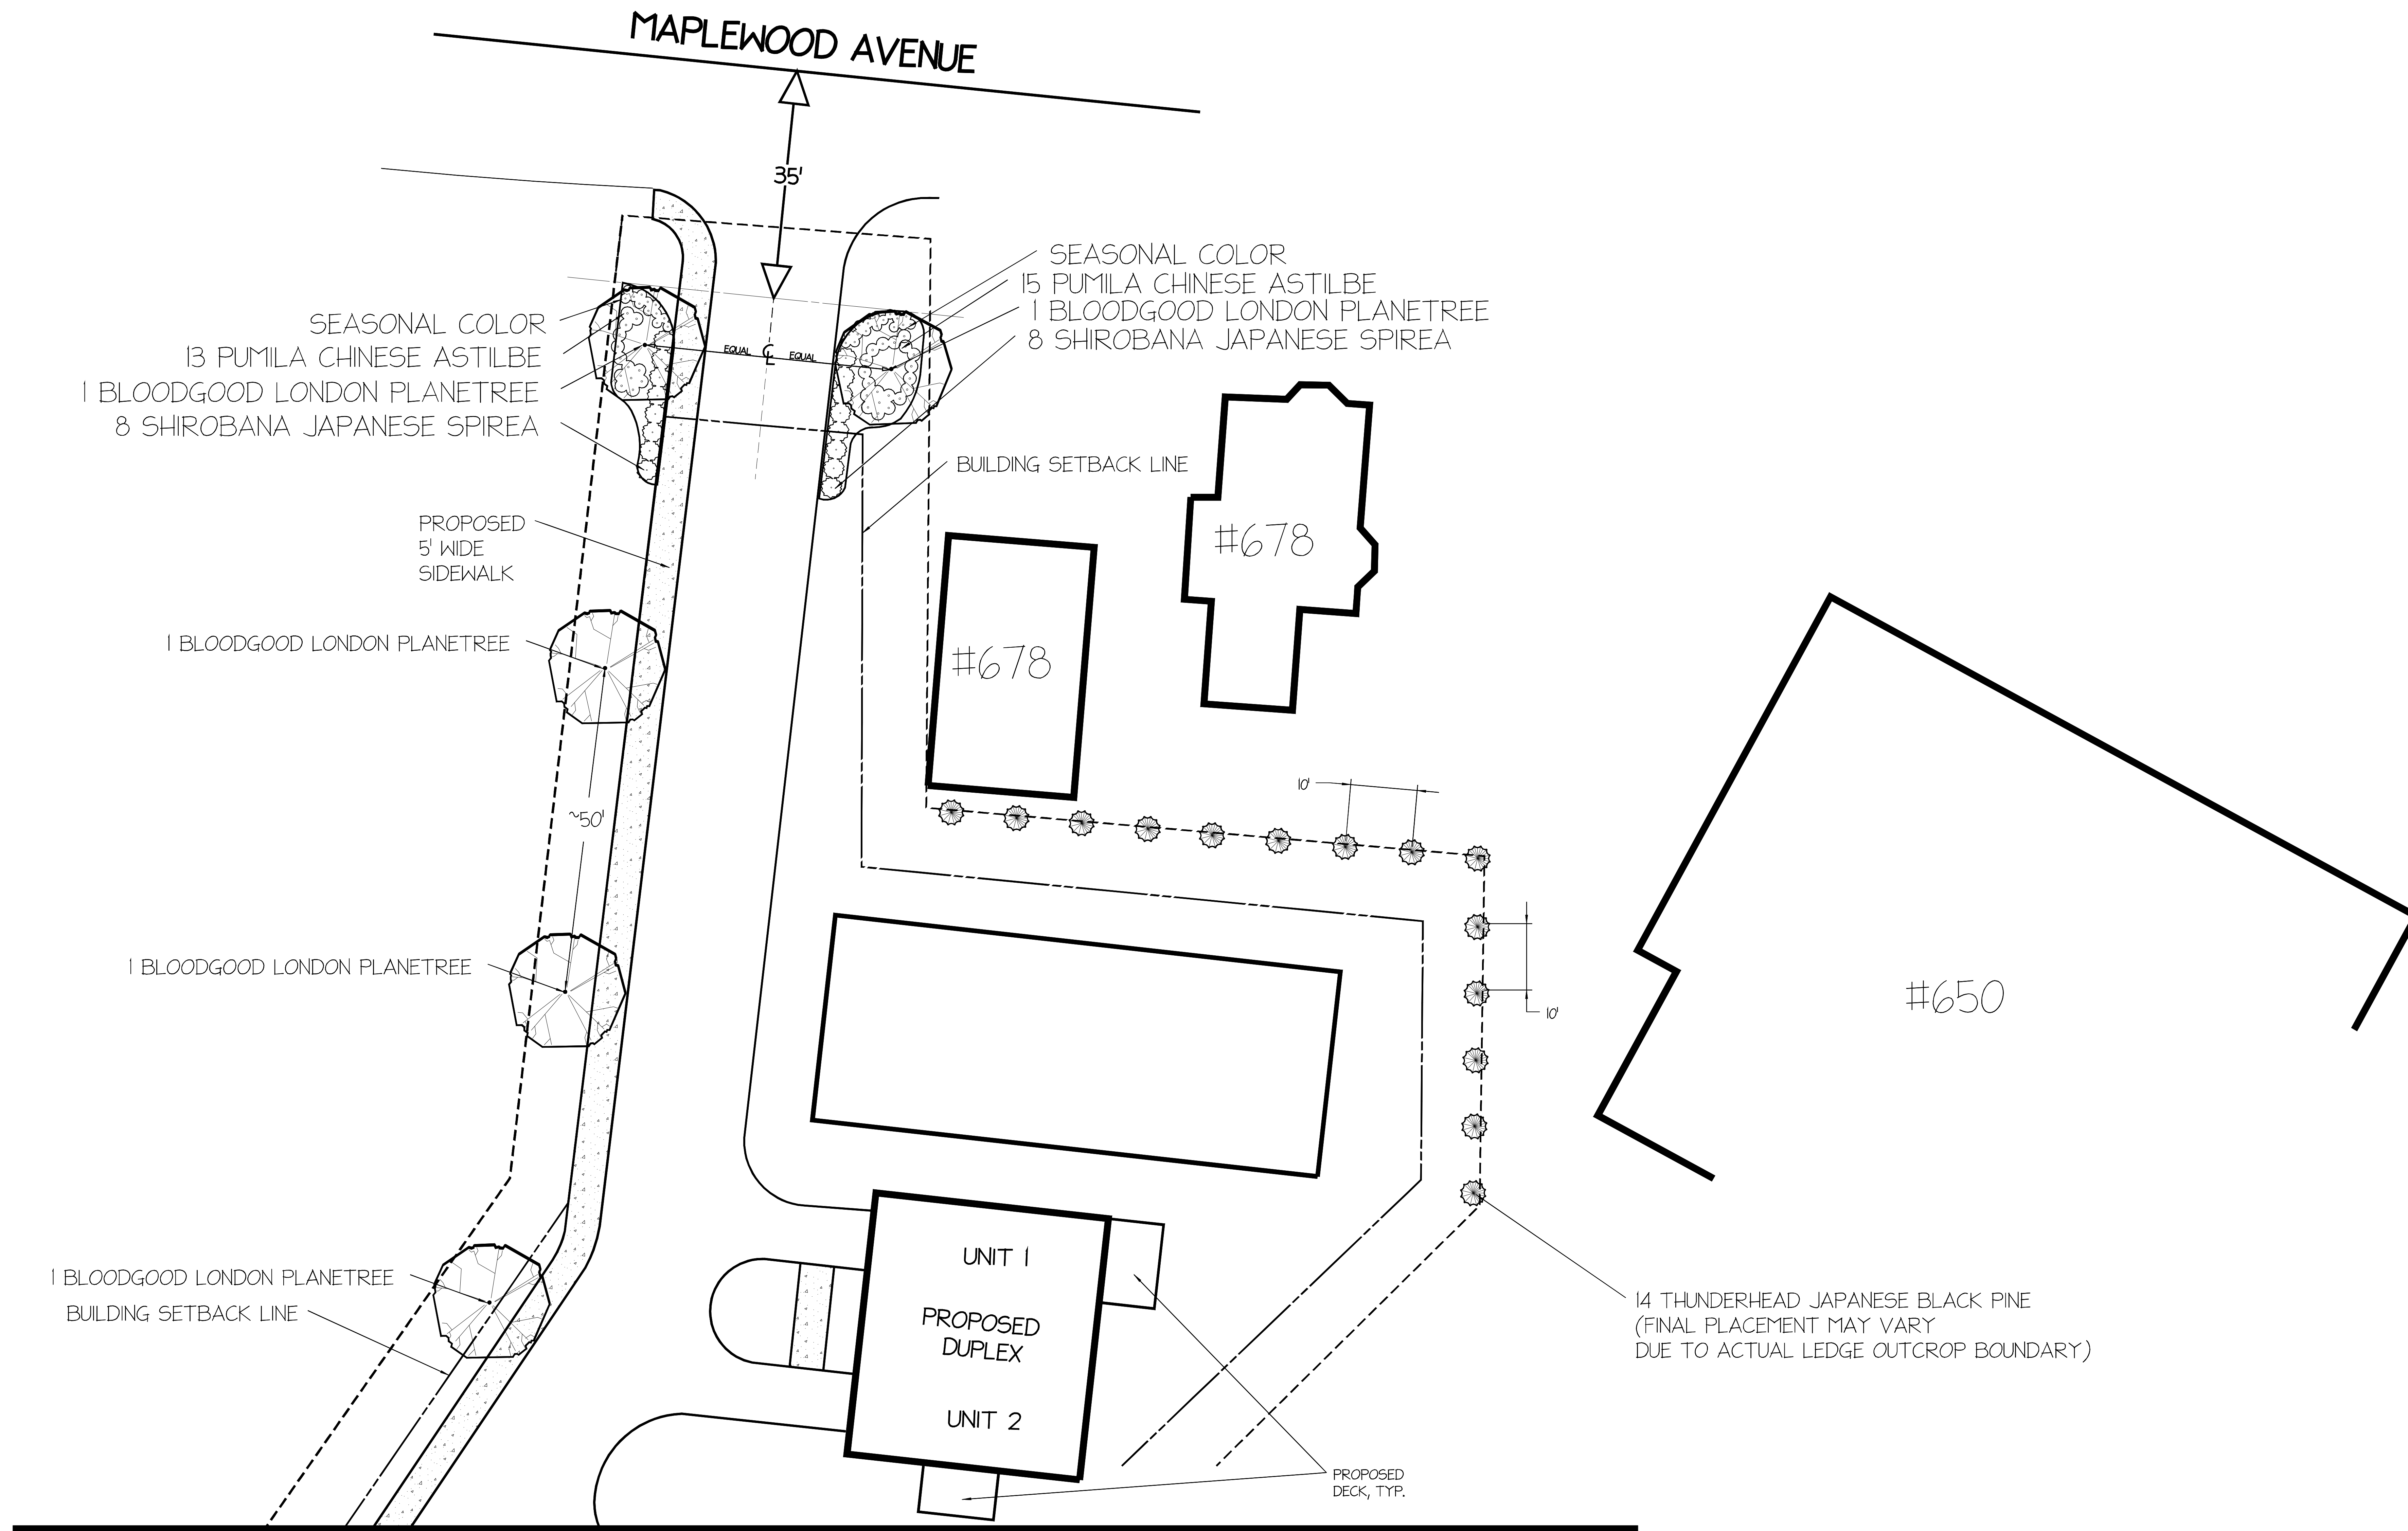 MAPLEWOOD AVENUE
35'
SEASONAL COLOR
15 PUMILA CHINESE ASTILBE
1 BLOODGOOD LONDON PLANETREE
8 SHIROBANA JAPANESE SPIREA
SEASONAL COLOR
13 PUMILA CHINESE ASTILBE
1 BLOODGOOD LONDON PLANETREE
8 SHIROBANA JAPANESE SPIREA
EQUAL CL EQUAL
BUILDING SETBACK LINE
PROPOSED
5' WIDE
SIDEWALK
#678
#678
1 BLOODGOOD LONDON PLANETREE
10'
~50'
1 BLOODGOOD LONDON PLANETREE
#650
10'
1 BLOODGOOD LONDON PLANETREE
BUILDING SETBACK LINE
UNIT 1
PROPOSED
DUPLEX
UNIT 2
14 THUNDERHEAD JAPANESE BLACK PINE
(FINAL PLACEMENT MAY VARY
DUE TO ACTUAL LEDGE OUTCROP BOUNDARY)
PROPOSED
DECK, TYP.